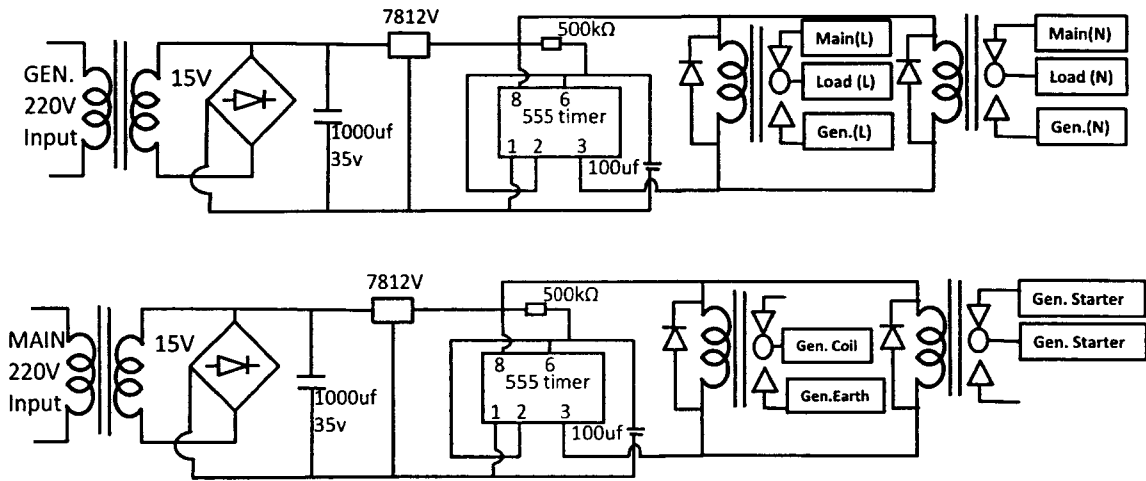 7812V
500kΩ
GEN.
220V
Input
15V
1000uf
35v
8 6
555 timer
1 2 3
100uf
Main(L)
Load (L)
Gen.(L)
Main(N)
Load (N)
Gen.(N)
7812V
500kΩ
MAIN
220V
Input
15V
1000uf
35v
8 6
555 timer
1 2 3
100uf
Gen. Coil
Gen.Earth
Gen. Starter
Gen. Starter